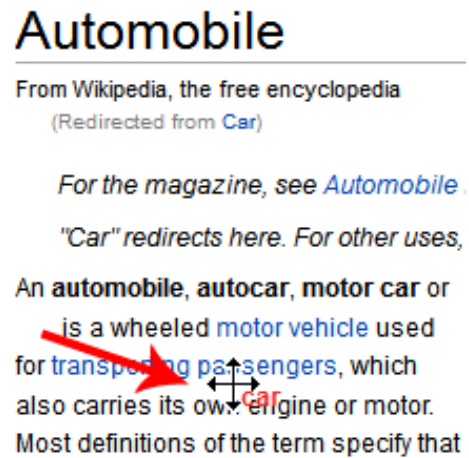 Automobile
From Wikipedia, the free encyclopedia
(Redirected from Car)
For the magazine, see Automobile
"Car" redirects here. For other uses,
An automobile, autocar, motor car or
is a wheeled motor vehicle used
for transporting passengers, which
also carries its own engine or motor.
car
Most definitions of the term specify that